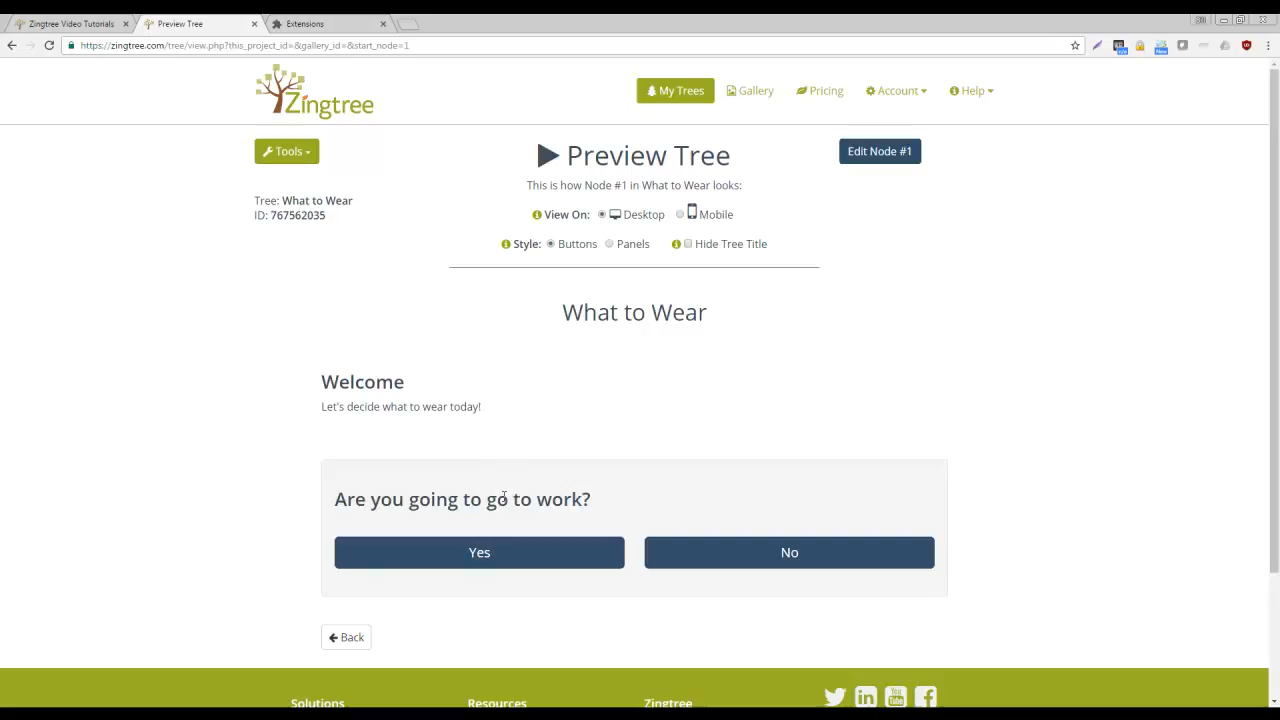 Zingtree Video Tutorials
Preview Tree
Extensions
https://zingtree.com/tree/view.php?this_project_id=&gallery_id=&start_node=1
Zingtree
My Trees
Gallery
Pricing
Account
Help
Tools
Preview Tree
Edit Node #1
This is how Node #1 in What to Wear looks:
Tree: What to Wear
ID: 767562035
View On: Desktop Mobile
Style: Buttons Panels Hide Tree Title
What to Wear
Welcome
Let's decide what to wear today!
Are you going to go to work?
Yes
No
Back
Solutions
Resources
Zingtree